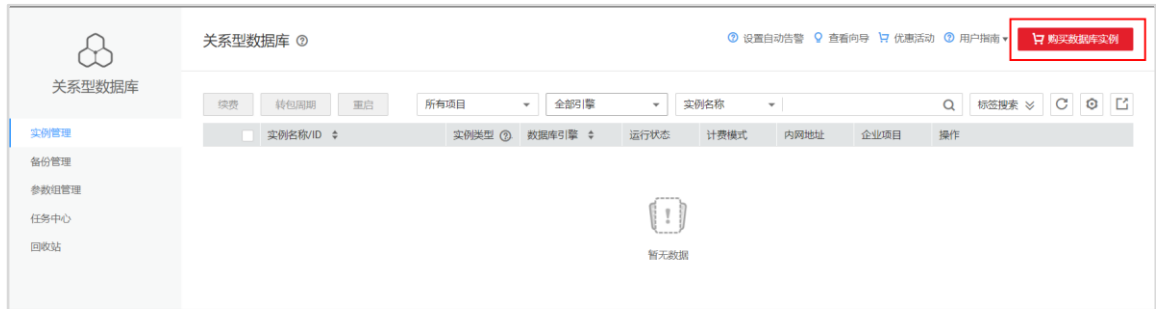 关系型数据库
设置自动告警 查看向导 优惠活动 用户指南 购买数据库实例
关系型数据库
续费 转包周期 重启 所有项目 全部引擎 实例名称 标签搜索
实例管理
实例名称/ID 实例类型 数据库引擎 运行状态 计费模式 内网地址 企业项目 操作
备份管理
参数组管理
任务中心
回收站
暂无数据